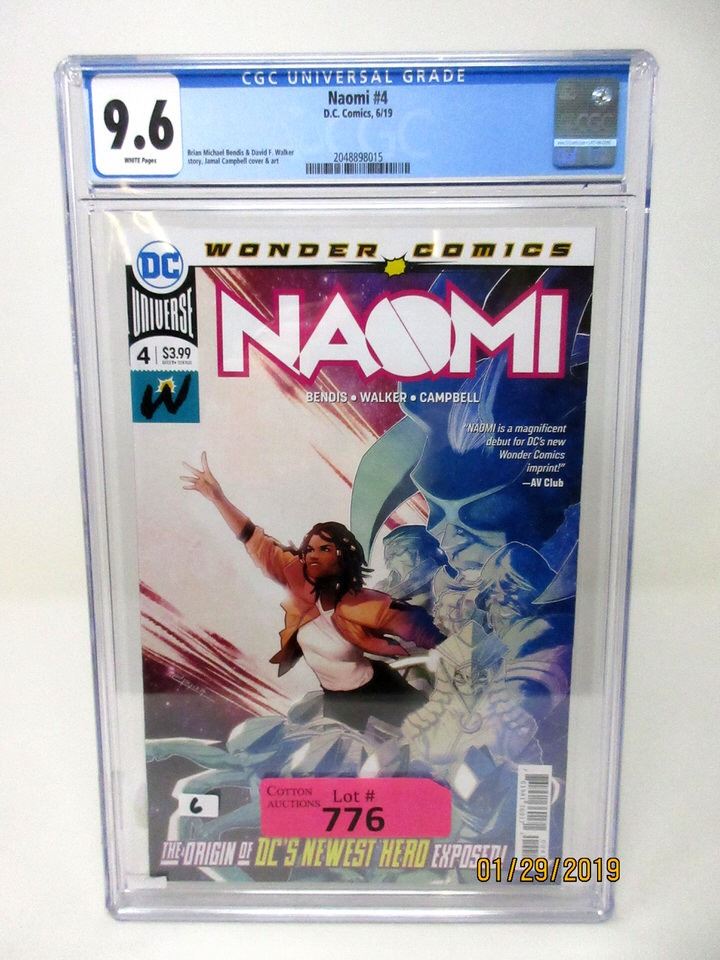 CGC UNIVERSAL GRADE
9.6
WHITE Pages
Naomi #4
D.C. Comics, 6/19
Brian Michael Bendis & David F. Walker
story, Jamal Campbell cover & art
2048898015
CGC
WONDER COMICS
DC
UNIVERSE
4 $3.99
W
NAOMI
BENDIS • WALKER • CAMPBELL
"NAOMI is a magnificent
debut for DC's new
Wonder Comics
imprint!"
—AV Club
6
COTTON
AUCTIONS
Lot #
776
THE ORIGIN OF DC'S NEWEST HERO EXPOSED!
01/29/2019